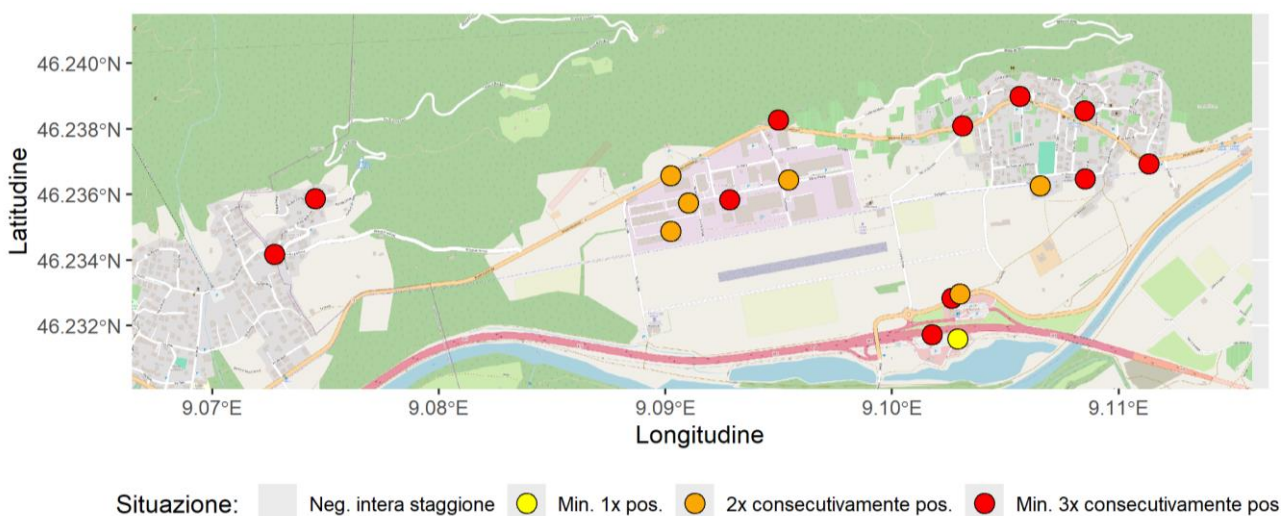 46.240°N
46.238°N
46.236°N
46.234°N
46.232°N
Latitudine
9.07°E 9.08°E 9.09°E 9.10°E 9.11°E
Longitudine
Situazione: Neg. intera staggione Min. 1x pos. 2x consecutivamente pos. Min. 3x consecutivamente pos